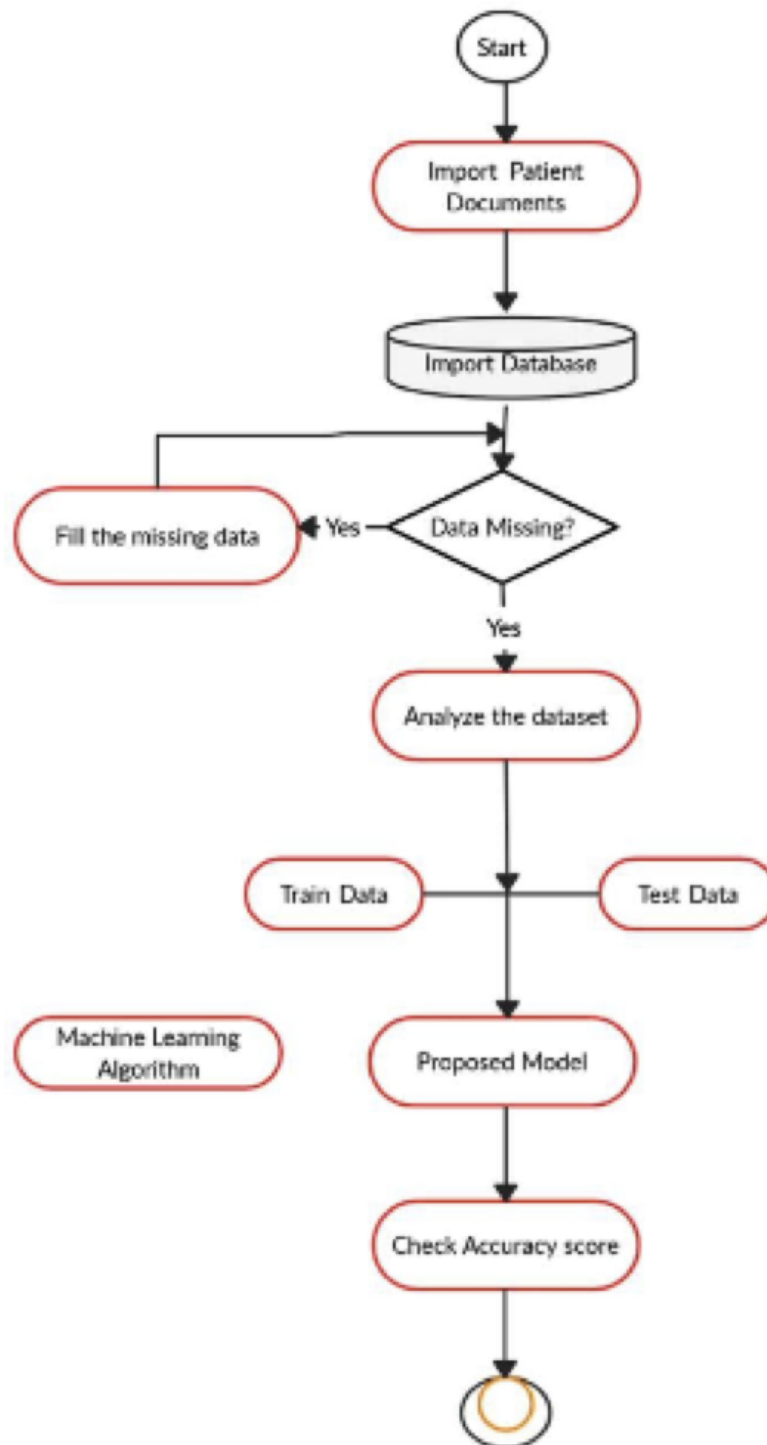 Start
Import Patient
Documents
Import Database
Fill the missing data
Yes
Data Missing?
Yes
Analyze the dataset
Train Data
Test Data
Machine Learning
Algorithm
Proposed Model
Check Accuracy score